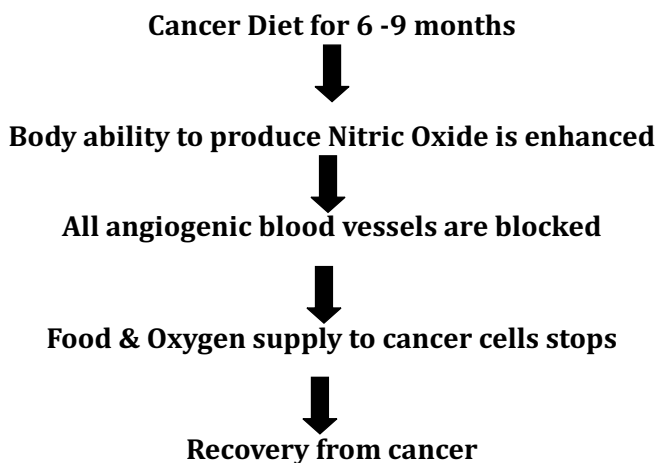 Cancer Diet for 6 -9 months
Body ability to produce Nitric Oxide is enhanced
All angiogenic blood vessels are blocked
Food & Oxygen supply to cancer cells stops
Recovery from cancer